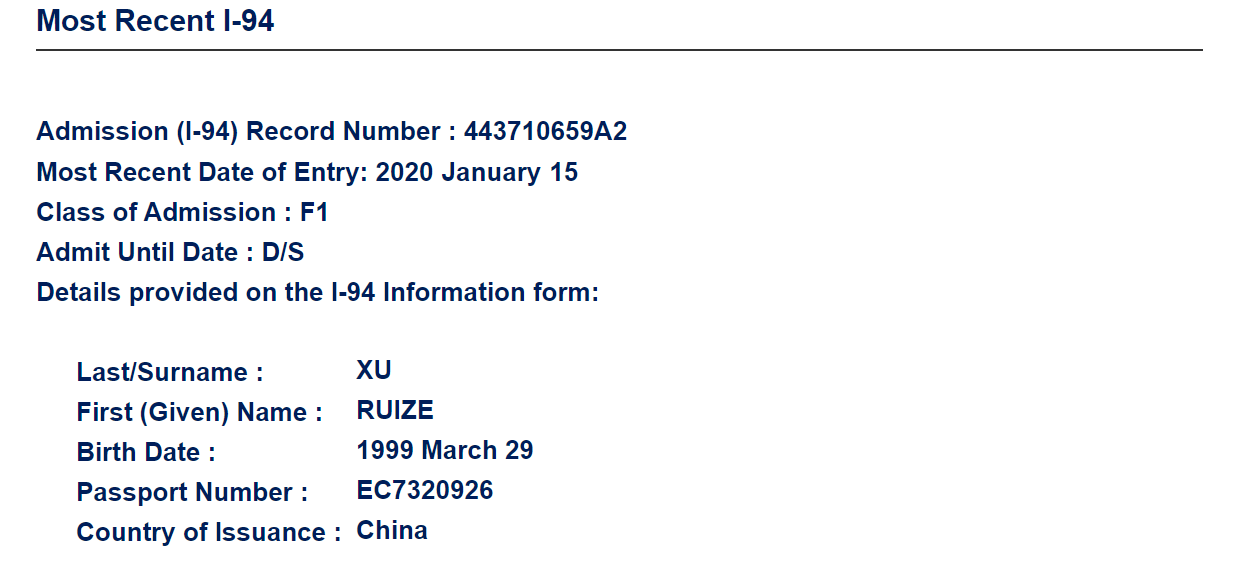 Most Recent I-94
Admission (I-94) Record Number : 443710659A2
Most Recent Date of Entry: 2020 January 15
Class of Admission : F1
Admit Until Date : D/S
Details provided on the I-94 Information form:
Last/Surname : XU
First (Given) Name : RUIZE
Birth Date : 1999 March 29
Passport Number : EC7320926
Country of Issuance : China